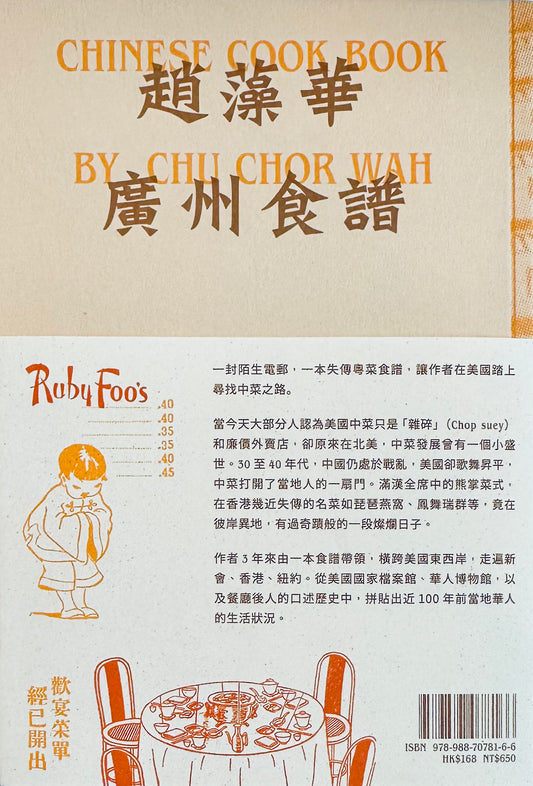 CHINESE COOK BOOK
趙藻華
BY CHU CHOR WAH
廣州食譜
Ruby Foo's
.40
.40
.35
.35
.40
.45
一封陌生電郵，一本失傳粵菜食譜，讓作者在美國踏上
尋找中菜之路。
當今天大部分人認為美國中菜只是「雜碎」（Chop suey）
和廉價外賣店，卻原來在北美，中菜發展曾有一個小盛
世。30 至 40 年代，中國仍處於戰亂，美國卻歌舞昇平，
中菜打開了當地人的一扇門。滿漢全席中的熊掌菜式，
在香港幾近失傳的名菜如琵琶燕窩、鳳舞瑞群等，竟在
彼岸異地，有過奇蹟般的一段燦爛日子。
作者 3 年來由一本食譜帶領，橫跨美國東西岸，走遍新
會、香港、紐約。從美國國家檔案館、華人博物館，以
及餐廳後人的口述歷史中，拼貼出近 100 年前當地華人
的生活狀況。
歡宴菜單
經已開出
ISBN 978-988-70781-6-6
HK$168 NT$650